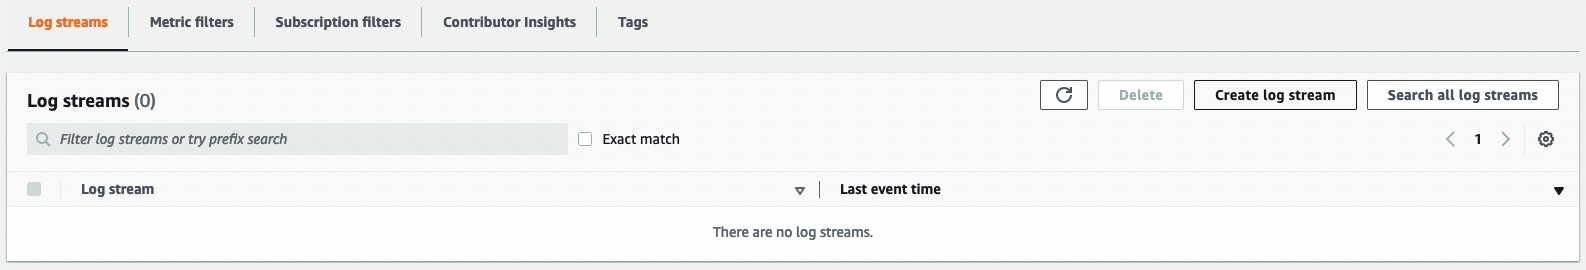 Log streams
Metric filters
Subscription filters
Contributor Insights
Tags
Log streams (0)
Delete
Create log stream
Search all log streams
Filter log streams or try prefix search
Exact match
1
Log stream
Last event time
There are no log streams.